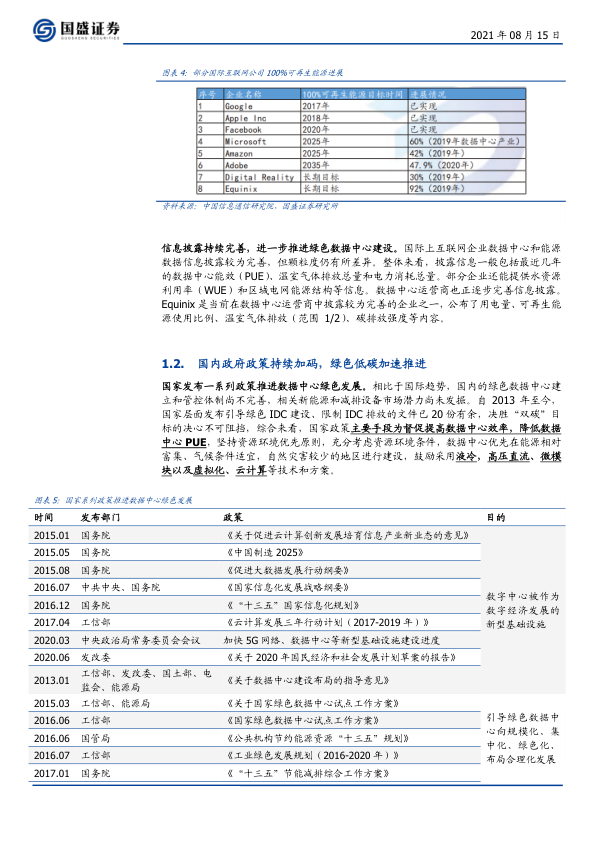 国盛证券
GUOSHENG SECURITIES
2021 年 08 月 15 日
图表 4：部分国际互联网公司 100%可再生能源进展
序号 企业名称 100%可再生能源目标时间 进展情况
1 Google 2017年 已实现
2 Apple Inc 2018年 已实现
3 Facebook 2020年 已实现
4 Microsoft 2025年 60%（2019年数据中心产业）
5 Amazon 2025年 42%（2019年）
6 Adobe 2035年 47.9%（2020年）
7 Digital Reality 长期目标 30%（2019年）
8 Equinix 长期目标 92%（2019年）
资料来源：中国信息通信研究院，国盛证券研究所
信息披露持续完善，进一步推进绿色数据中心建设。国际上互联网企业数据中心和能源
数据信息披露较为完善，但颗粒度仍有所差异。整体来看，披露信息一般包括最近几年
的数据中心能效（PUE）、温室气体排放总量和电力消耗总量。部分企业还能提供水资源
利用率（WUE）和区域电网能源结构等信息。数据中心运营商也正逐步完善信息披露。
Equinix 是当前在数据中心运营商中披露较为完善的企业之一，公布了用电量，可再生能
源使用比例、温室气体排放（范围 1/2）、碳排放强度等内容。
1.2. 国内政府政策持续加码，绿色低碳加速推进
国家发布一系列政策推进数据中心绿色发展。相比于国际趋势，国内的绿色数据中心建
立和管控体制尚不完善，相关新能源和减排设备市场潜力尚未发掘。自 2013 年至今，
国家层面发布引导绿色 IDC 建设，限制 IDC 排放的文件已 20 份有余，决胜“双碳”目
标的决心不可阻挡，综合来看，国家政策主要手段为督促提高数据中心效率，降低数据
中心 PUE，坚持资源环境优先原则，充分考虑资源环境条件，数据中心优先在能源相对
富集、气候条件适宜，自然灾害较少的地区进行建设，鼓励采用液冷，高压直流、微模
块以及虚拟化、云计算等技术和方案。
图表 5：国家系列政策推进数据中心绿色发展
时间 发布部门 政策 目的
2015.01 国务院 《关于促进云计算创新发展培育信息产业新业态的意见》
2015.05 国务院 《中国制造 2025》
2015.08 国务院 《促进大数据发展行动纲要》
2016.07 中共中央、国务院 《国家信息化发展战略纲要》
2016.12 国务院 《“十三五”国家信息化规划》
2017.04 工信部 《云计算发展三年行动计划（2017-2019 年）》
2020.03 中央政治局常务委员会会议 加快 5G 网络、数据中心等新型基础设施建设进度
2020.06 发改委 《关于 2020 年国民经济和社会发展计划草案的报告》
2013.01 工信部、发改委、国土部、电
监会、能源局 《关于数据中心建设布局的指导意见》
数字中心被作为
数字经济发展的
新型基础设施
2015.03 工信部、能源局 《关于国家绿色数据中心试点工作方案》
2016.06 工信部 《国家绿色数据中心试点工作方案》
2016.06 国管局 《公共机构节约能源资源“十三五”规划》
2016.07 工信部 《工业绿色发展规划（2016-2020 年）》
2017.01 国务院 《“十三五”节能减排综合工作方案》
引导绿色数据中
心向规模化、集
中化、绿色化、
布局合理化发展